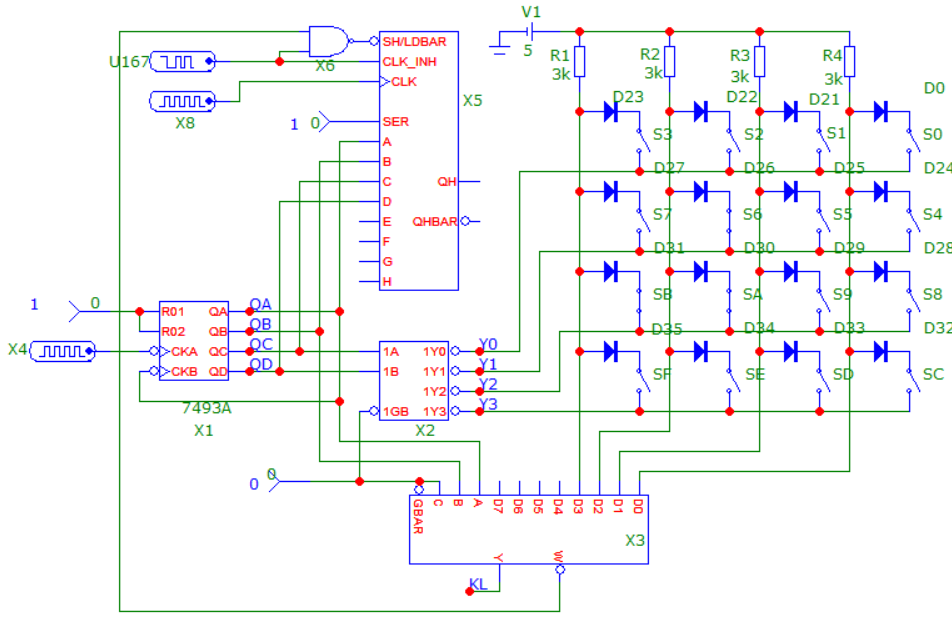 V1
5
R1
3k
R2
3k
R3
3k
R4
3k
D0
D23
D22
D21
S3
S2
S1
S0
D27
D26
D25
D24
S7
S6
S5
S4
D31
D30
D29
D28
SB
SA
S9
S8
D35
D34
D33
D32
SF
SE
SD
SC
X6
U167
X8
1 0
SH/LDBAR
CLK_INH
CLK
SER
A
B
C
D
E
F
G
H
QH
QHBAR
X5
1 0
X4
R01
R02
CKA
CKB
QA
QB
QC
QD
QA
QB
QC
QD
7493A
X1
1A
1B
1GB
1Y0
1Y1
1Y2
1Y3
Y0
Y1
Y2
Y3
X2
0 0
GBAR
C
B
A
D7
D6
D5
D4
D3
D2
D1
D0
X3
Y
W
KL